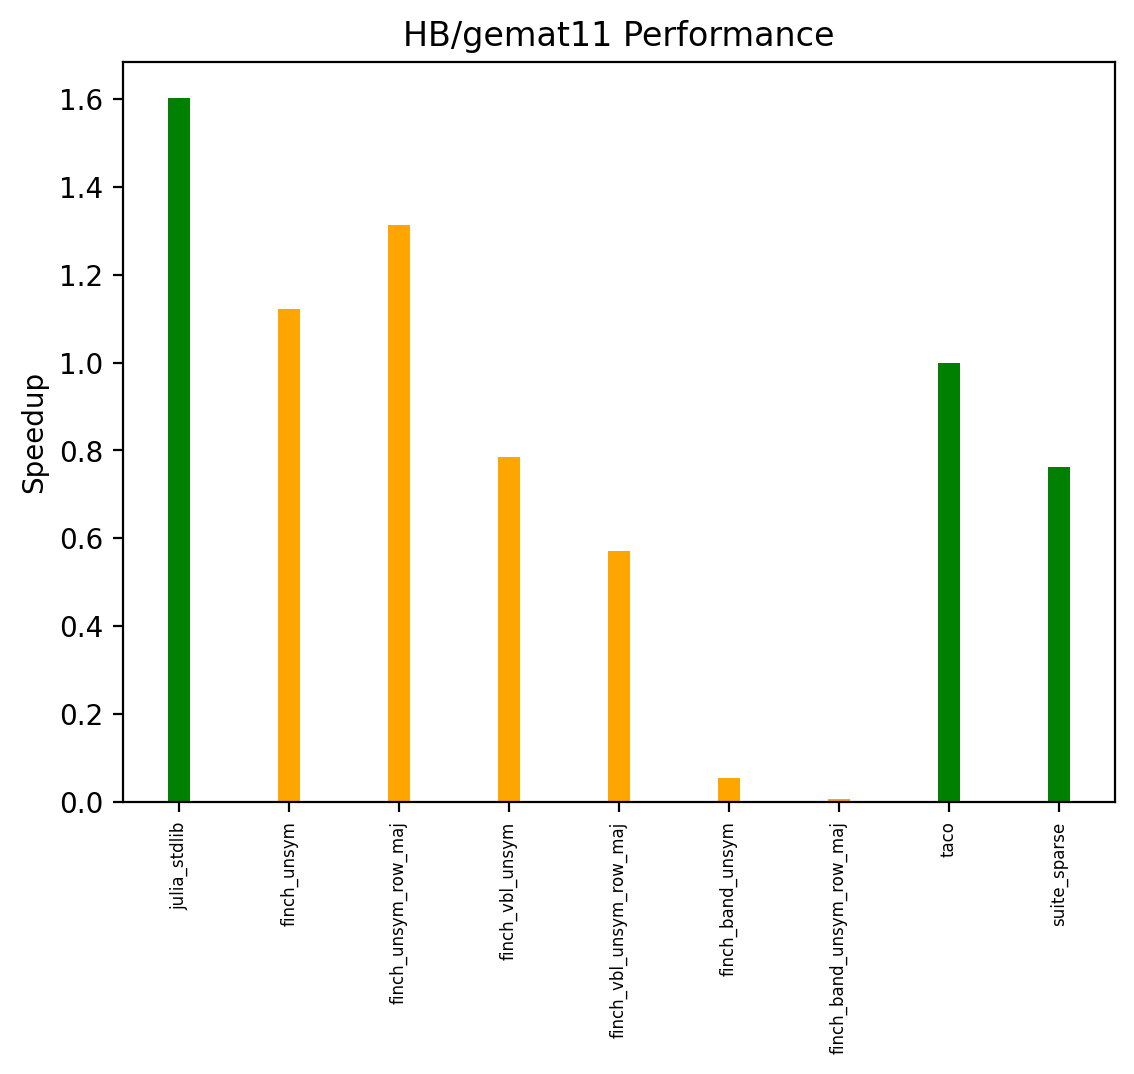 HB/gemat11 Performance
Speedup
1.6
1.4
1.2
1.0
0.8
0.6
0.4
0.2
0.0
julia_stdlib
finch_unsym
finch_unsym_row_maj
finch_vbl_unsym
finch_vbl_unsym_row_maj
finch_band_unsym
finch_band_unsym_row_maj
taco
suite_sparse